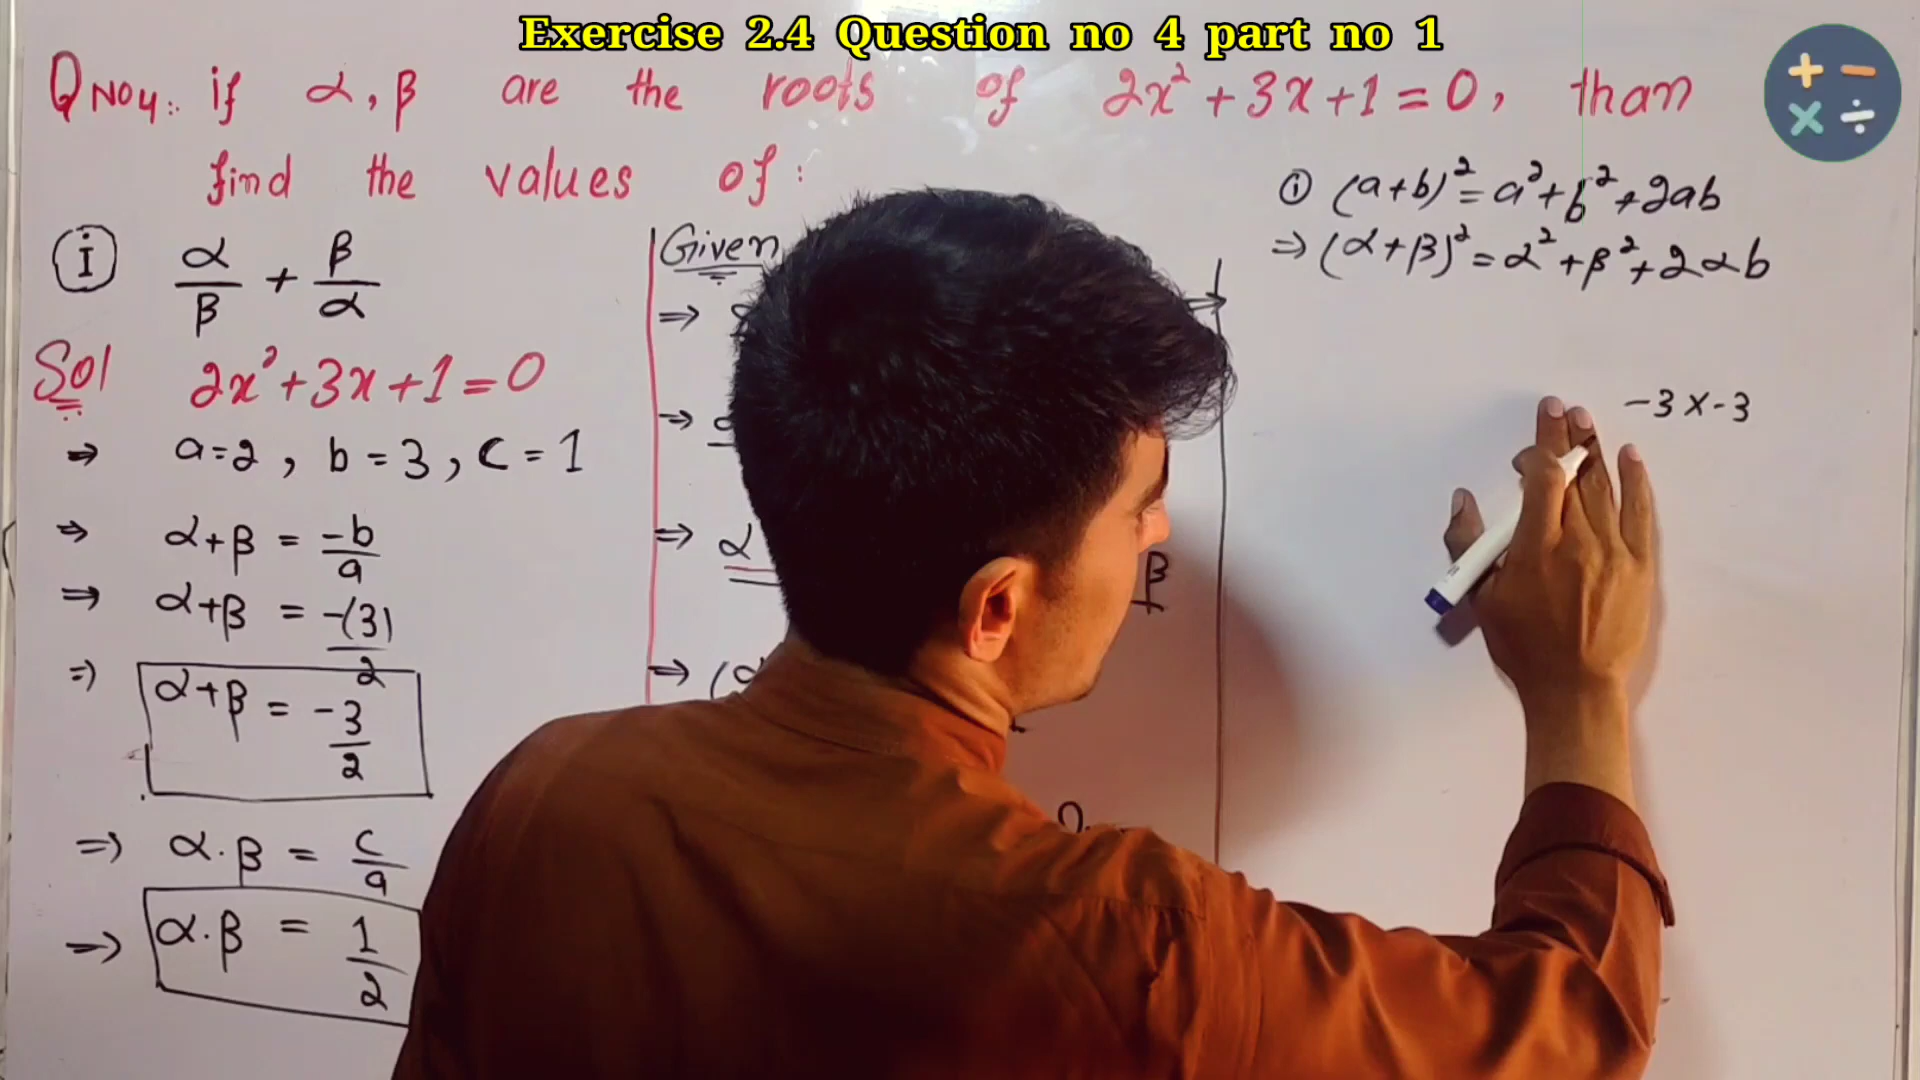 Exercise 2.4 Question no 4 part no 1
Q NO4:. if α, β are the roots of 2x² + 3x + 1 = 0, than
find the values of:
(i) α/β + β/α
Sol 2x² + 3x + 1 = 0
⇒ a = 2, b = 3, c = 1
⇒ α+β = -b/a
⇒ α+β = -(3)/2
⇒ α+β = -3/2
⇒ α.β = c/a
⇒ α.β = 1/2
Given
⇒
⇒
⇒ α
β
⇒ (α
① (a+b)² = a² + b² + 2ab
⇒ (α+β)² = α² + β² + 2αb
-3 x -3